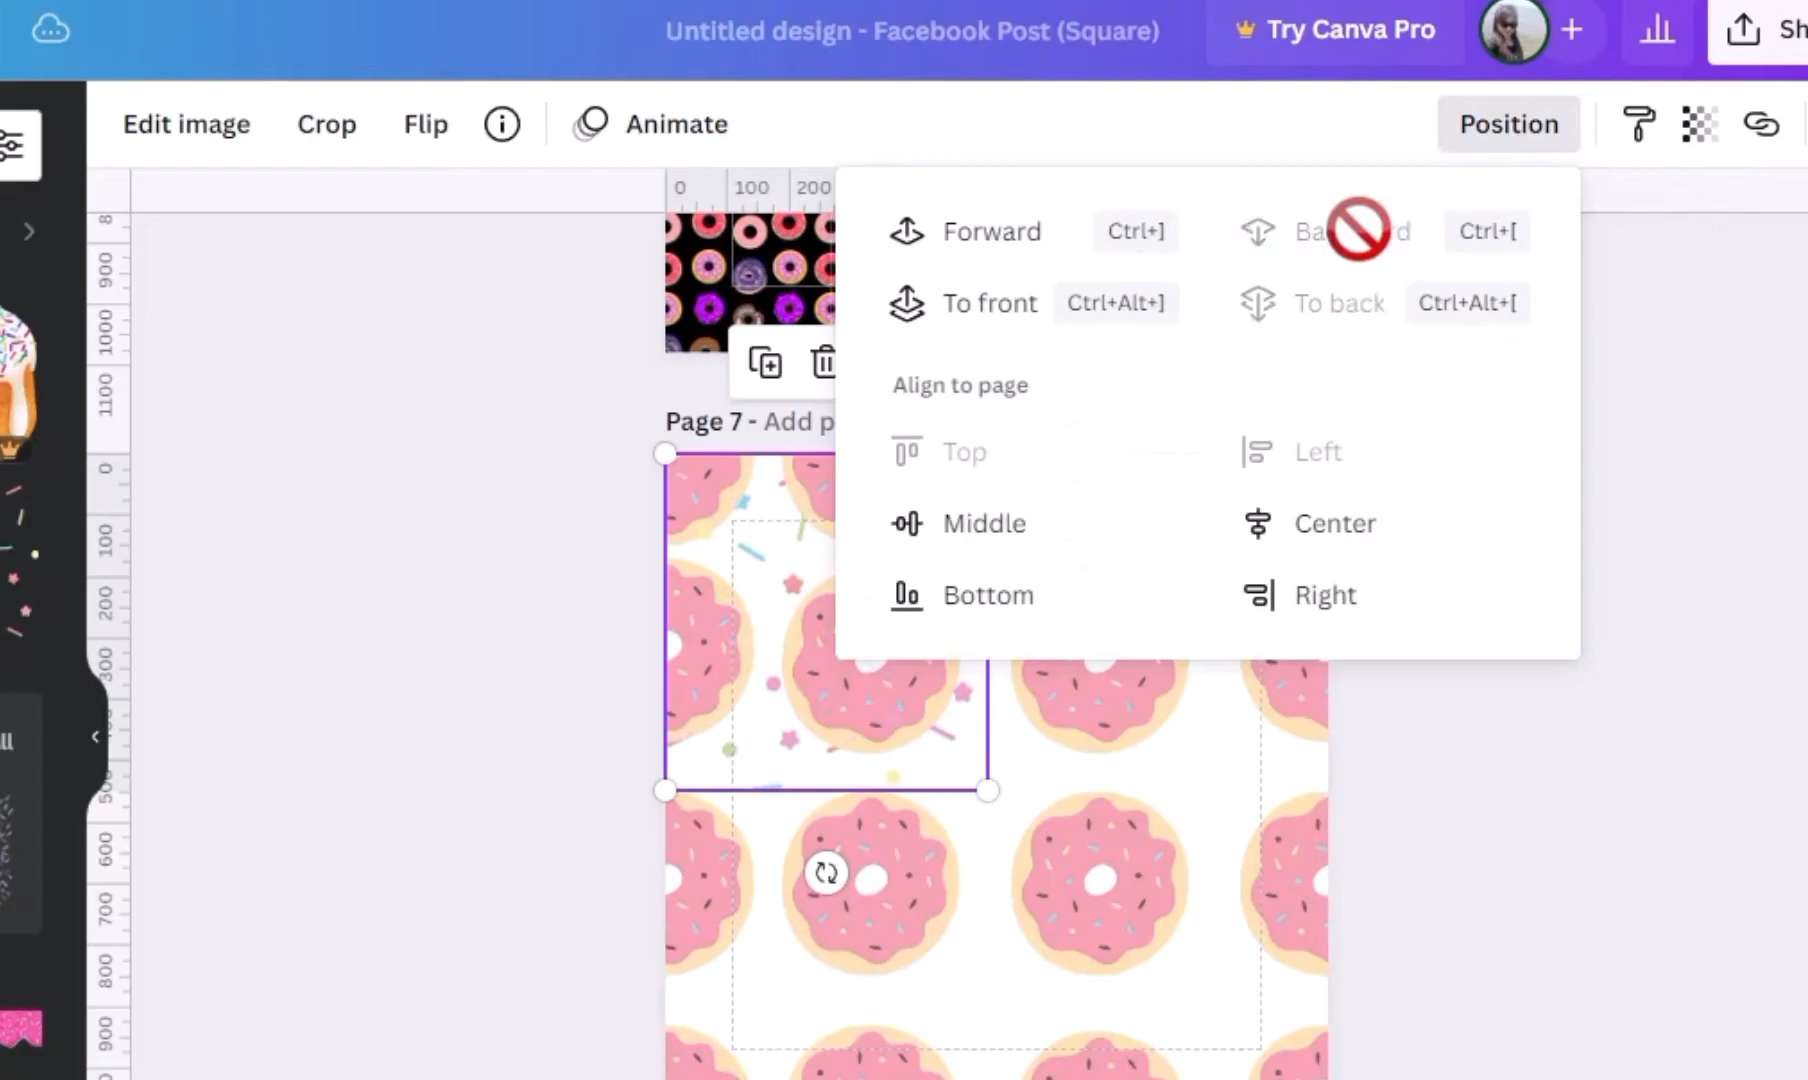 Untitled design - Facebook Post (Square)
Try Canva Pro
Edit image
Crop
Flip
Animate
Position
0 100 200
Forward Ctrl+]
Ctrl+[
To front Ctrl+Alt+]
To back Ctrl+Alt+[
Align to page
Page 7 - Add p
Top
Left
Middle
Center
Bottom
Right
8
900
1000
1100
0
100
200
300
600
700
800
900